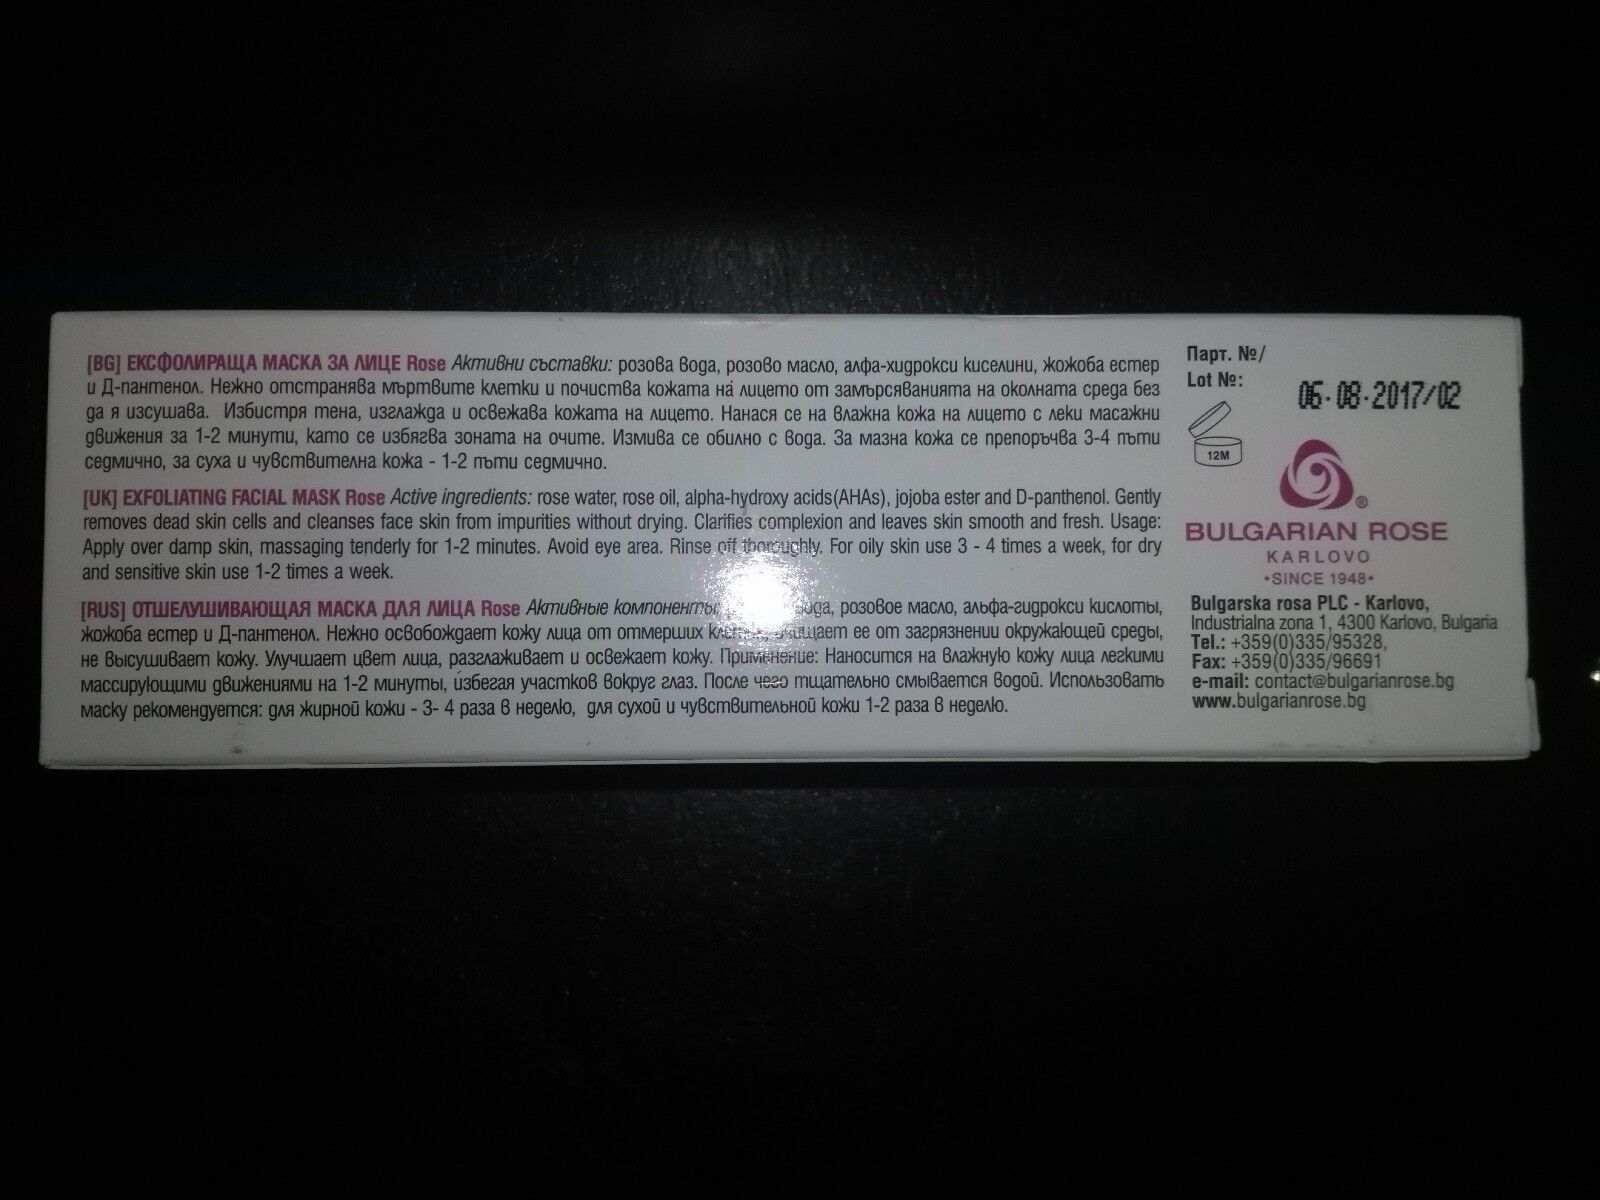 [BG] ЕКСФОЛИРАЩА МАСКА ЗА ЛИЦЕ Rose Активни съставки: розова вода, розово масло, алфа-хидрокси киселини, жожоба естер
и Д-пантенол. Нежно отстранява мъртвите клетки и почиства кожата на лицето от замърсяванията на околната среда без
да я изсушава. Избистря тена, изглажда и освежава кожата на лицето. Нанася се на влажна кожа на лицето с леки масажни
движения за 1-2 минути, като се избягва зоната на очите. Измива се обилно с вода. За мазна кожа се препоръчва 3-4 пъти
седмично, за суха и чувствителна кожа - 1-2 пъти седмично.
[UK] EXFOLIATING FACIAL MASK Rose Active ingredients: rose water, rose oil, alpha-hydroxy acids(AHAs), jojoba ester and D-panthenol. Gently
removes dead skin cells and cleanses face skin from impurities without drying. Clarifies complexion and leaves skin smooth and fresh. Usage:
Apply over damp skin, massaging tenderly for 1-2 minutes. Avoid eye area. Rinse off thoroughly. For oily skin use 3 - 4 times a week, for dry
and sensitive skin use 1-2 times a week.
[RUS] ОТШЕЛУШИВАЮЩАЯ МАСКА ДЛЯ ЛИЦА Rose Активные компоненты: вода, розовое масло, альфа-гидрокси кислоты,
жожоба естер и Д-пантенол. Нежно освобождает кожу лица от отмерших ее от загрязнении окружающей среды,
не высушивает кожу. Улучшает цвет лица, разглаживает и освежает кожу. Применение: Наносится на влажную кожу лица легкими
массирующими движениями на 1-2 минуты, избегая участков вокруг глаз. После чего тщательно смывается водой. Использовать
маску рекомендуется: для жирной кожи - 3- 4 раза в неделю, для сухой и чувствительной кожи 1-2 раза в неделю.
Парт. №/
Lot №:
06.08.2017/02
12M
®
BULGARIAN ROSE
KARLOVO
•SINCE 1948•
Bulgarska rosa PLC - Karlovo,
Industrialna zona 1, 4300 Karlovo, Bulgaria
Tel.: +359(0)335/95328,
Fax: +359(0)335/96691
e-mail: contact@bulgarianrose.bg
www.bulgarianrose.bg